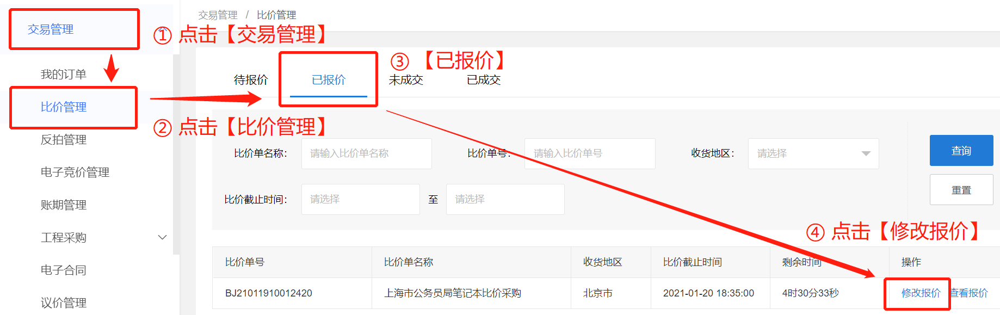 交易管理
我的订单
比价管理
反拍管理
电子竞价管理
账期管理
工程采购
电子合同
议价管理
交易管理 / 比价管理
① 点击【交易管理】
② 点击【比价管理】
③ 【已报价】
待报价 已报价 未成交 已成交
比价单名称： 请输入比价单名称 比价单号： 请输入比价单号 收货地区： 请选择 查询
比价截止时间： 请选择 至 请选择 重置
④ 点击【修改报价】
比价单号 比价单名称 收货地区 比价截止时间 剩余时间 操作
BJ21011910012420 上海市公务员局笔记本比价采购 北京市 2021-01-20 18:35:00 4时30分33秒 修改报价 查看报价